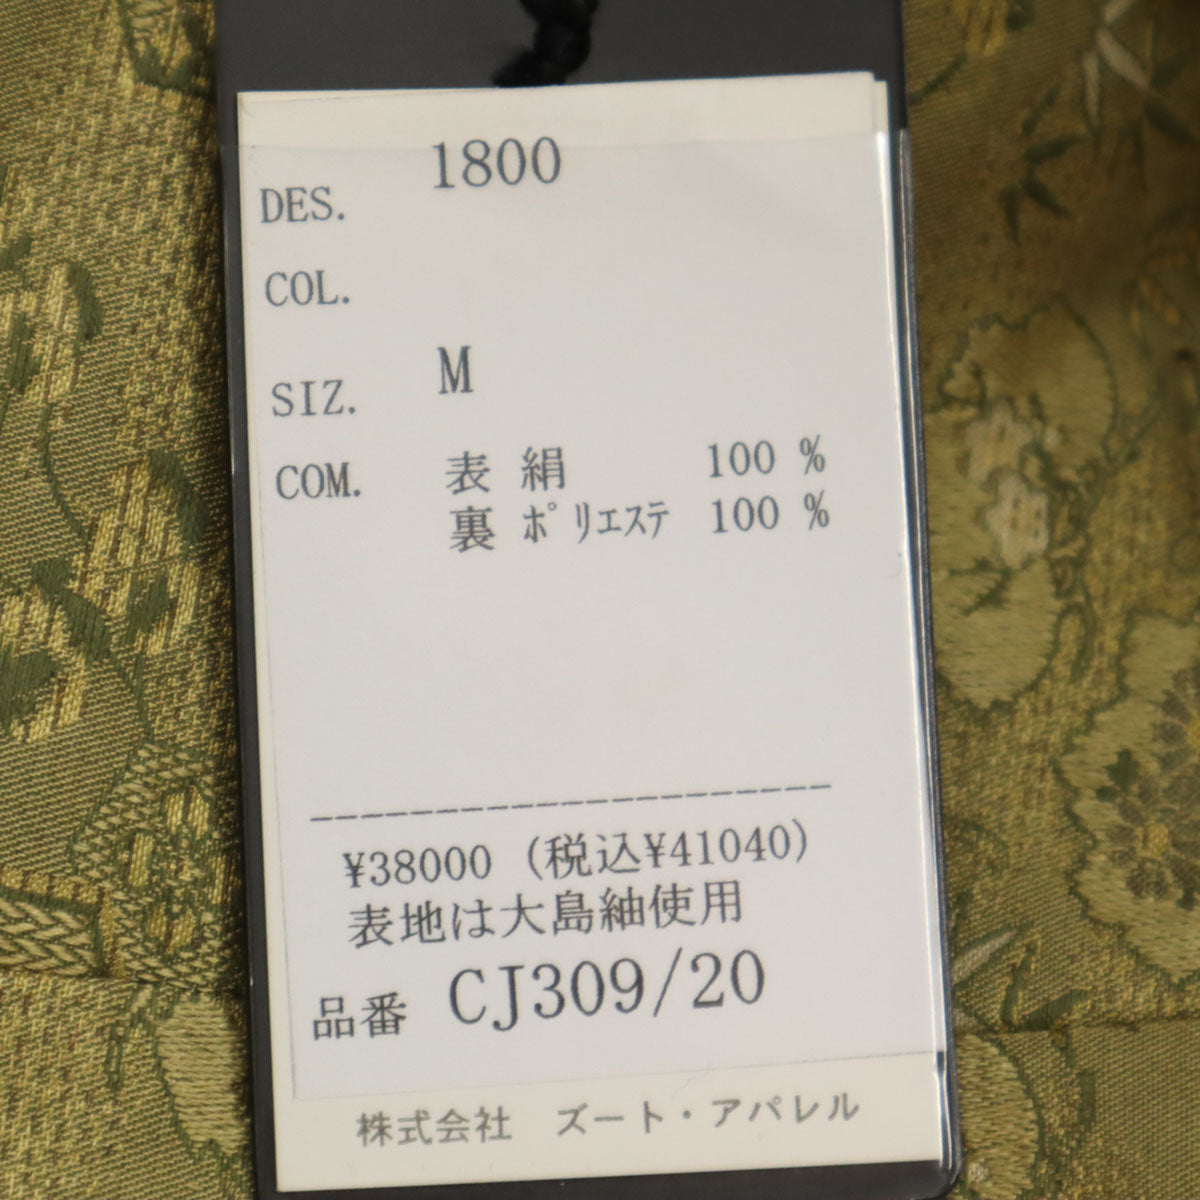 DES. 1800
COL.
SIZ. M
COM. 表 絹 100 %
裏 ポリエステ 100 %
¥38000 (税込¥41040)
表地は大島紬使用
品番 CJ309/20
株式会社 ズート・アパレル